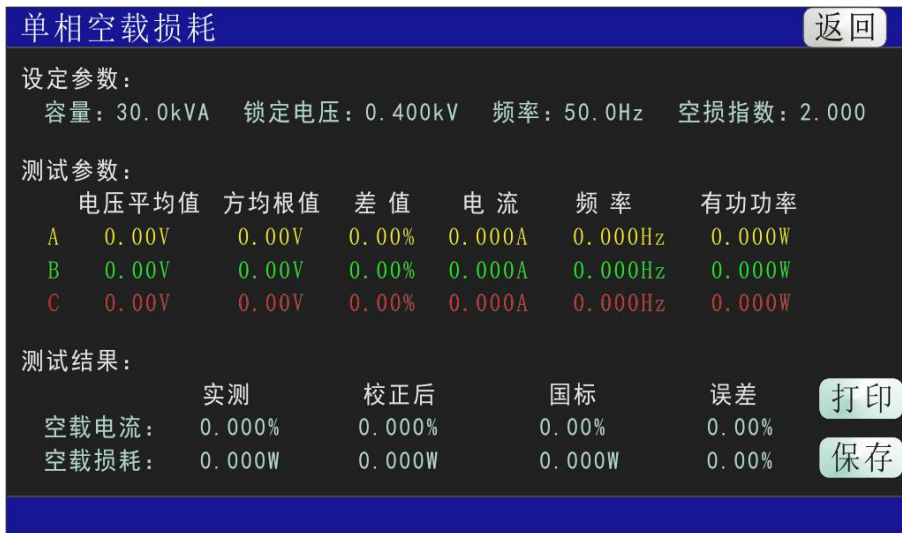 单相空载损耗 返回
设定参数:
容量: 30.0kVA 锁定电压: 0.400kV 频率: 50.0Hz 空损指数: 2.000
测试参数:
电压平均值 方均根值 差 值 电 流 频 率 有功功率
A 0.00V 0.00V 0.00% 0.000A 0.000Hz 0.000W
B 0.00V 0.00V 0.00% 0.000A 0.000Hz 0.000W
C 0.00V 0.00V 0.00% 0.000A 0.000Hz 0.000W
测试结果:
实测 校正后 国标 误差 打印
空载电流: 0.000% 0.000% 0.00% 0.00%
空载损耗: 0.000W 0.000W 0.000W 0.00% 保存